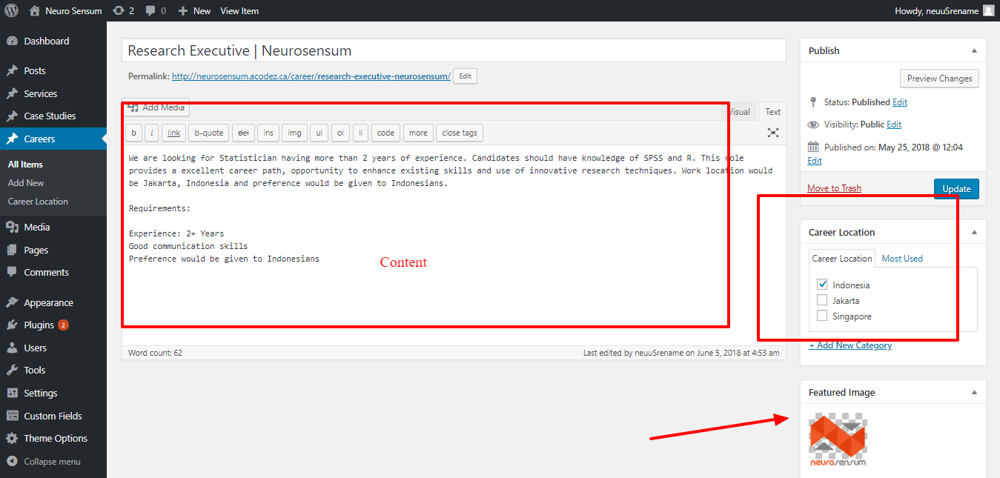 Neuro Sensum 2 0 New View Item Howdy, neuuSrename
Dashboard
Posts
Services
Case Studies
Careers
All Items
Add New
Career Location
Media
Pages
Comments
Appearance
Plugins 2
Users
Tools
Settings
Custom Fields
Theme Options
Collapse menu
Research Executive | Neurosensum
Permalink: http://neurosensum.acodez.ca/career/research-executive-neurosensum/ Edit
Add Media Visual Text
b i link b-quote del ins img ul ol li code more close tags
We are looking for Statistician having more than 2 years of experience. Candidates should have knowledge of SPSS and R. This role
provides a excellent career path, opportunity to enhance existing skills and use of innovative research techniques. Work location would
be Jakarta, Indonesia and preference would be given to Indonesians.
Requirements:
Experience: 2+ Years
Good communication skills
Preference would be given to Indonesians
Content
Word count: 62 Last edited by neuuSrename on June 5, 2018 at 4:53 am
Publish
Preview Changes
Status: Published Edit
Visibility: Public Edit
Published on: May 25, 2018 @ 12:04
Edit
Move to Trash Update
Career Location
Career Location Most Used
Indonesia
Jakarta
Singapore
+ Add New Category
Featured Image
neurosensum